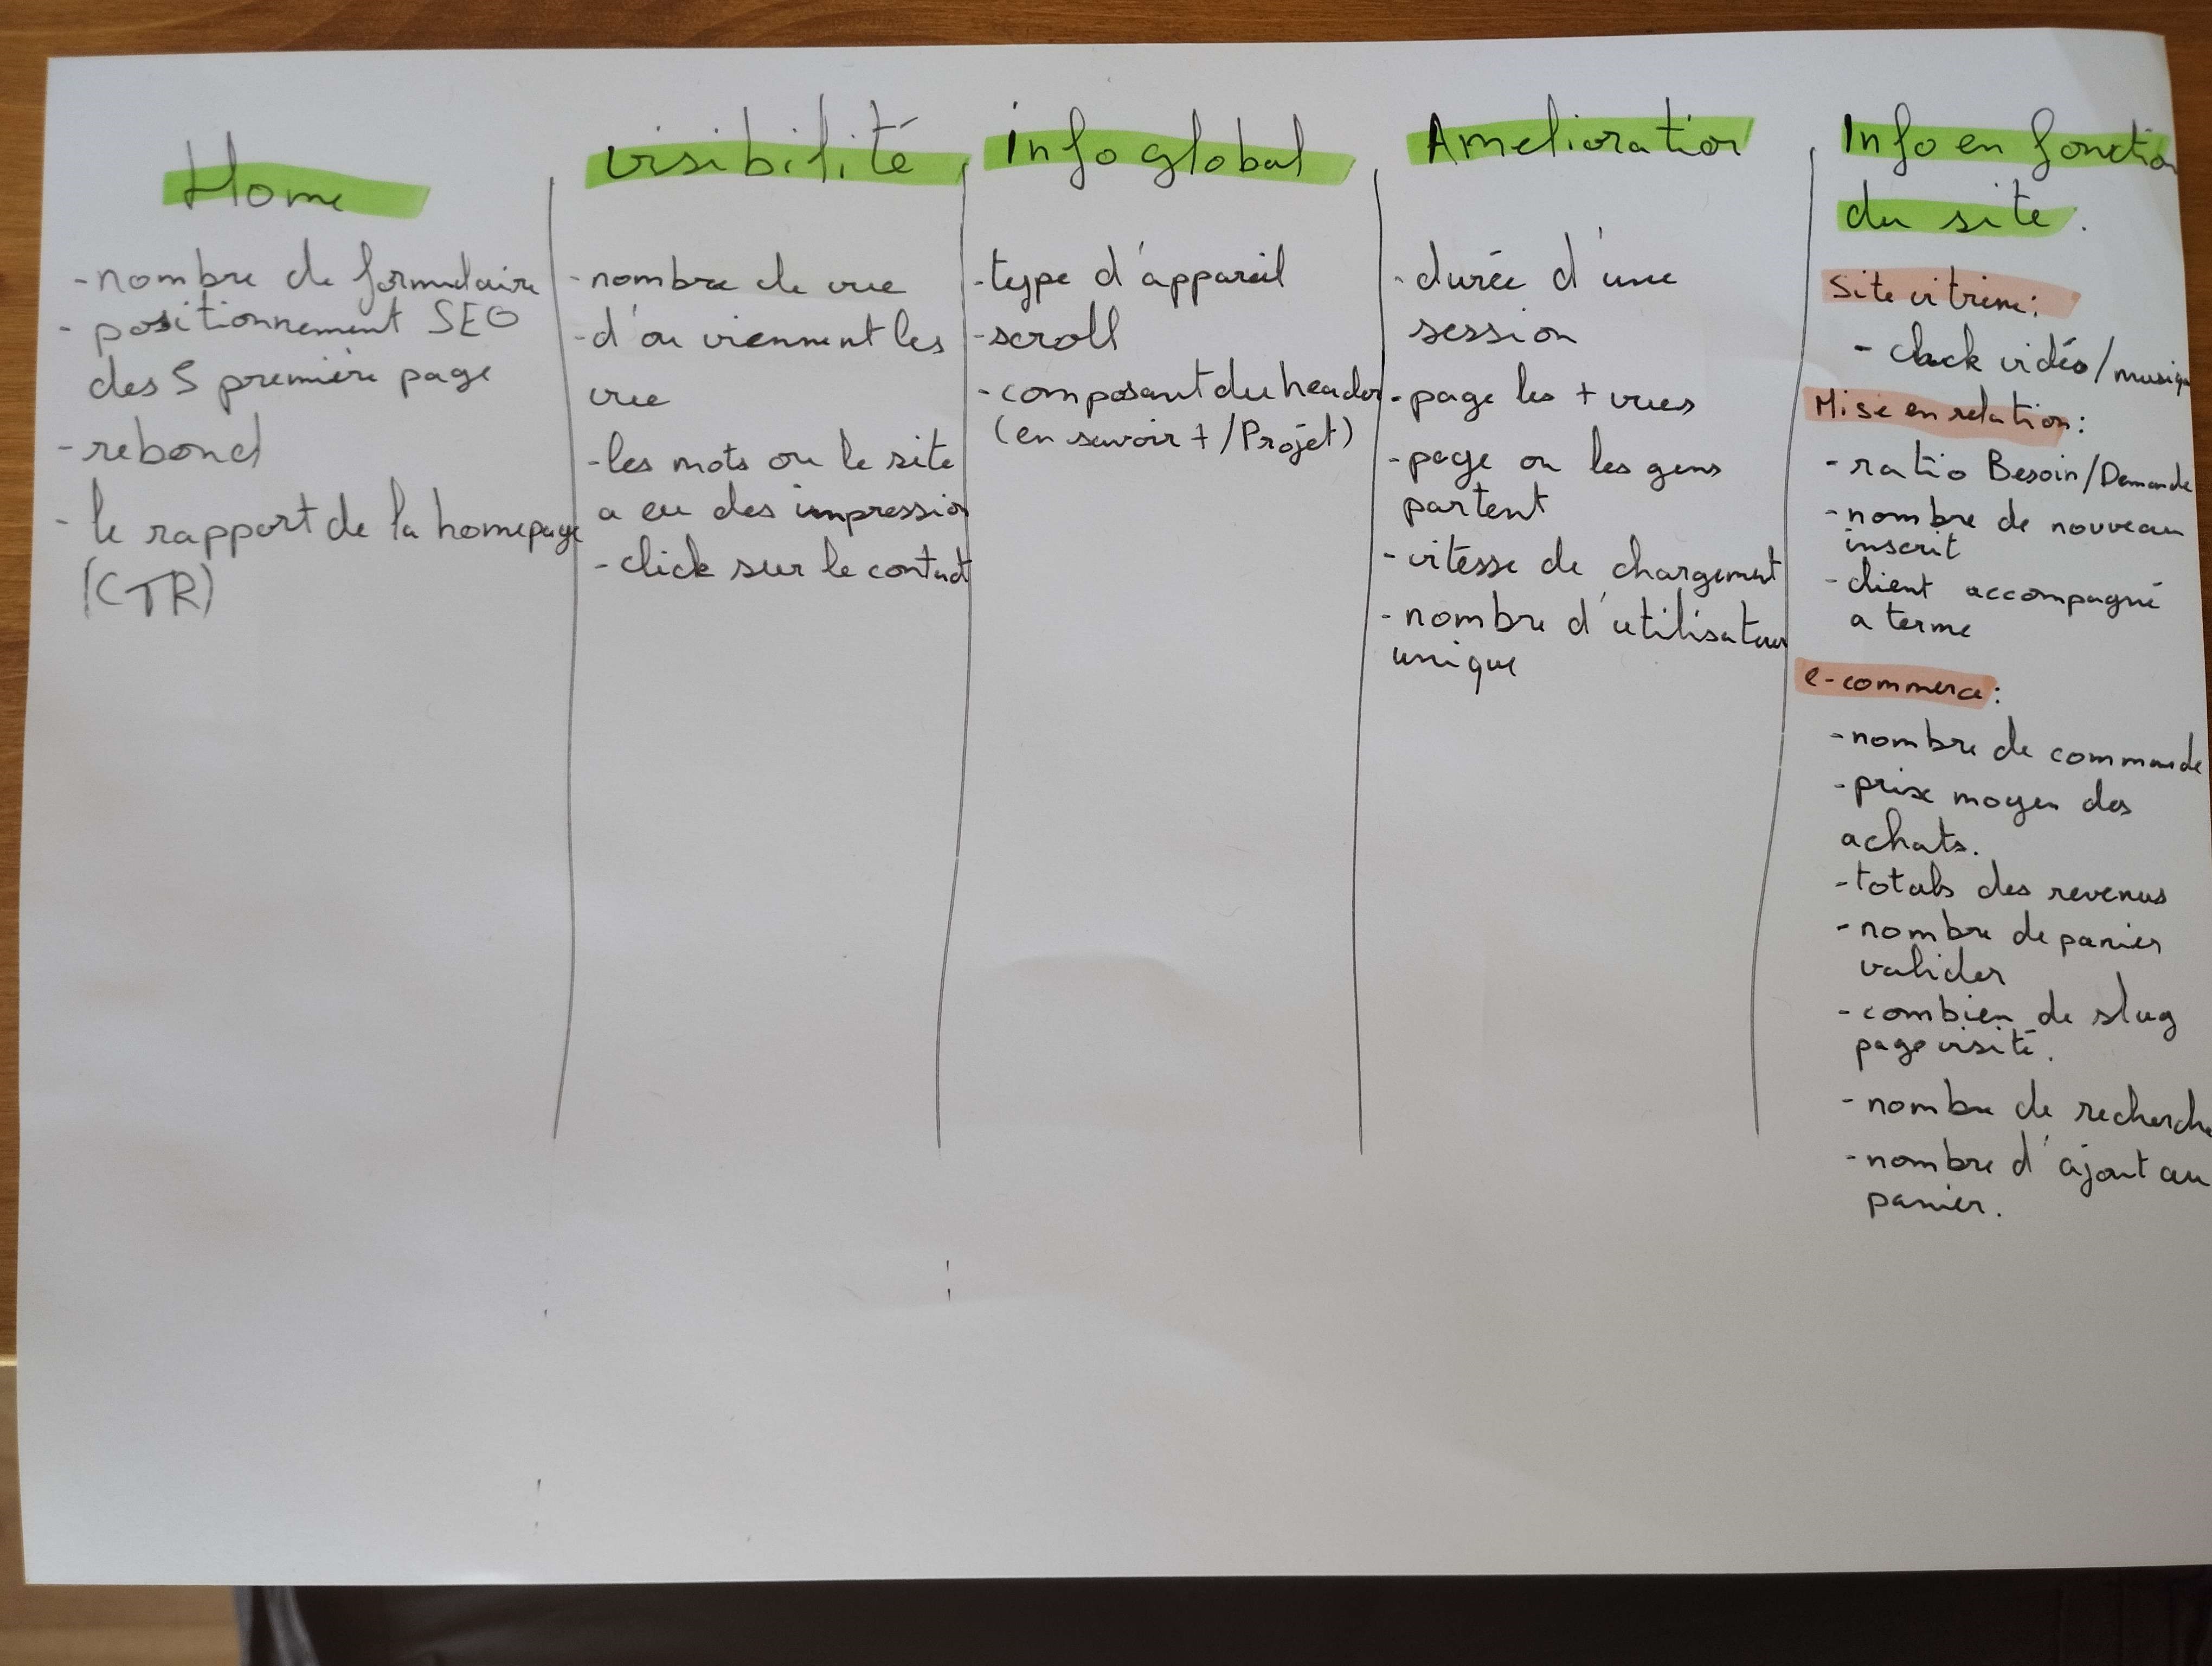 Home
- nombre de formulaire
- positionnement SEO
des 5 première page
- rebond
- le rapport de la homepage
(CTR)
visibilité
- nombre de vue
- d'ou viennent les
vue
- les mots ou le site
a eu des impression
- click sur le contact
info global
- type d'appareil
- scroll
- composant du header
(en savoir + / Projet)
Amelioration
- durée d'une
session
- page les + vues
- page ou les gens
partent
- vitesse de chargement
- nombre d'utilisateur
unique
Info en fonction
du site.
Site vitrine:
- click vidéo/musiq
Mise en relation:
- ratio Besoin/Demande
- nombre de nouveau
inscrit
- client accompagné
a terme
e-commerce:
- nombre de commande
- prix moyen des
achats.
- totals des revenus
- nombre de panier
valider
- combien de slug
page visité.
- nombre de recherche
- nombre d'ajout au
panier.